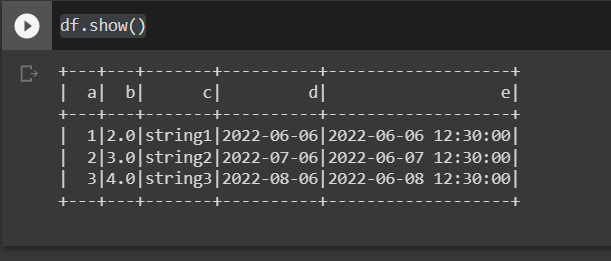 df.show()
+---+---+-------+----------+-------------------+
|  a|  b|      c|         d|                  e|
+---+---+-------+----------+-------------------+
|  1|2.0|string1|2022-06-06|2022-06-06 12:30:00|
|  2|3.0|string2|2022-07-06|2022-06-07 12:30:00|
|  3|4.0|string3|2022-08-06|2022-06-08 12:30:00|
+---+---+-------+----------+-------------------+